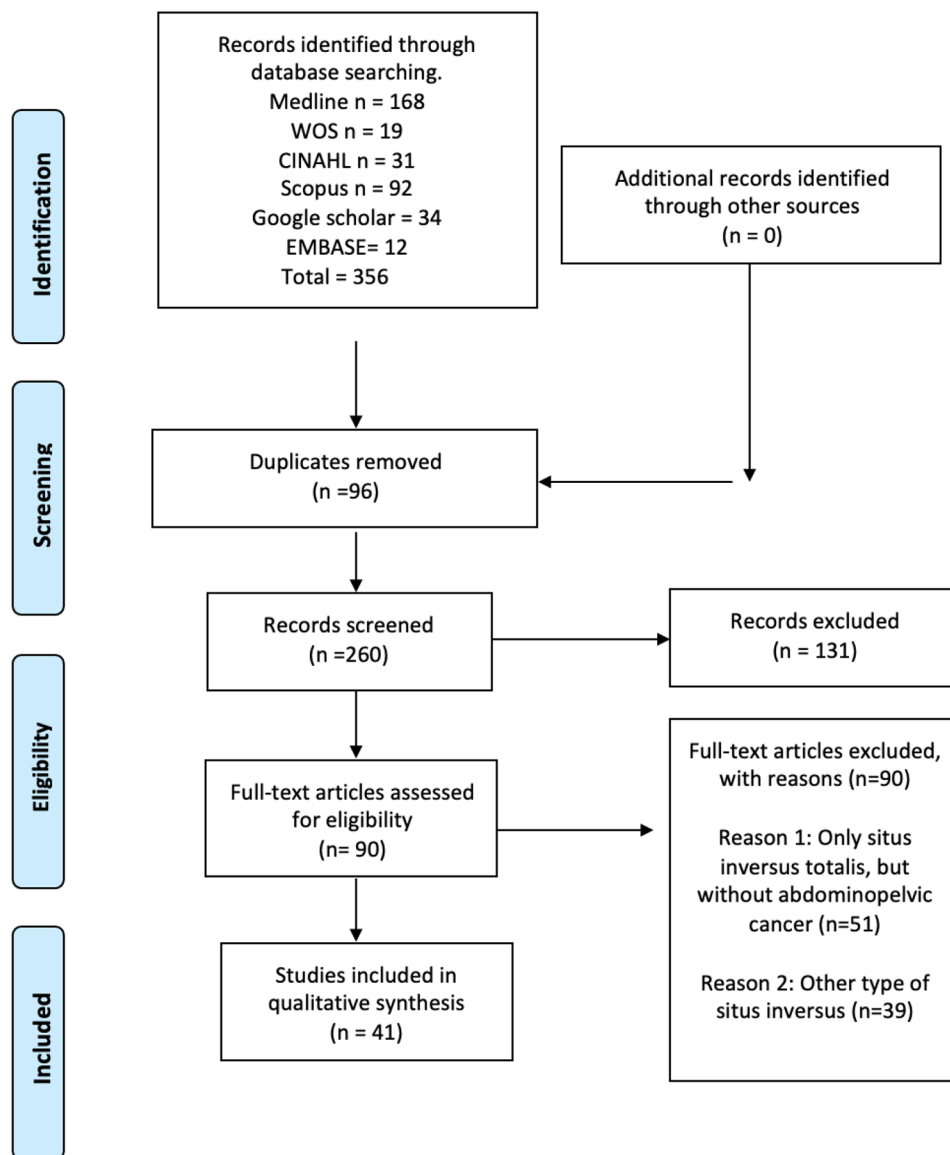 Identification
Records identified through
database searching.
Medline n = 168
WOS n = 19
CINAHL n = 31
Scopus n = 92
Google scholar = 34
EMBASE= 12
Total = 356
Additional records identified
through other sources
(n = 0)
Screening
Duplicates removed
(n =96)
Records screened
(n =260)
Records excluded
(n = 131)
Eligibility
Full-text articles assessed
for eligibility
(n= 90)
Full-text articles excluded,
with reasons (n=90)
Reason 1: Only situs
inversus totalis, but
without abdominopelvic
cancer (n=51)
Reason 2: Other type of
situs inversus (n=39)
Included
Studies included in
qualitative synthesis
(n = 41)